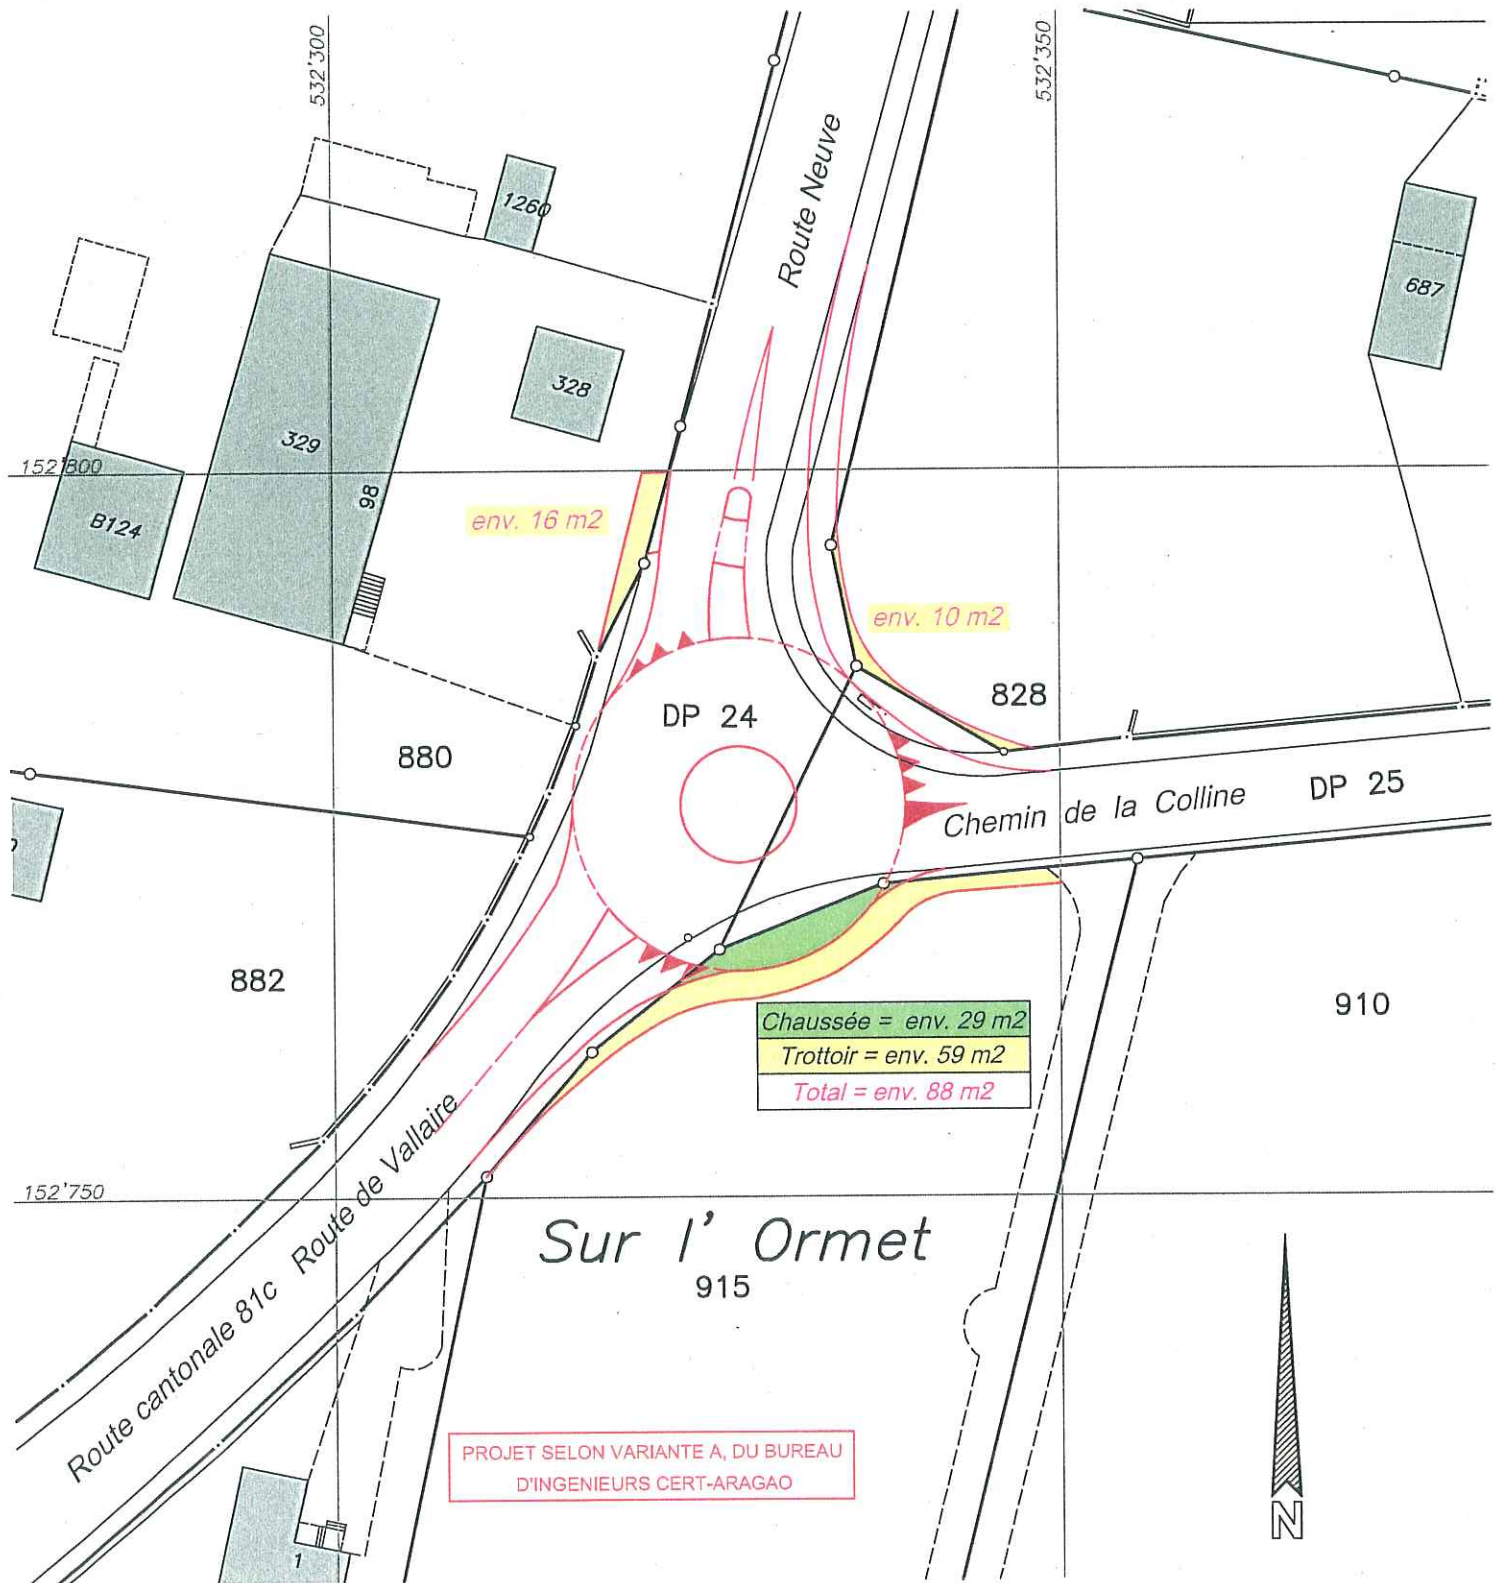 532'300
532'350
Route Neuve
1260
687
328
329
152'800
98
B124
env. 16 m2
env. 10 m2
828
DP 24
880
DP 25
Chemin de la Colline
882
910
Chaussée = env. 29 m2
Trottoir = env. 59 m2
Total = env. 88 m2
Route de Vallaire
152'750
Sur l' Ormet
915
Route cantonale 81c
PROJET SELON VARIANTE A, DU BUREAU
D'INGENIEURS CERT-ARAGAO
N
1